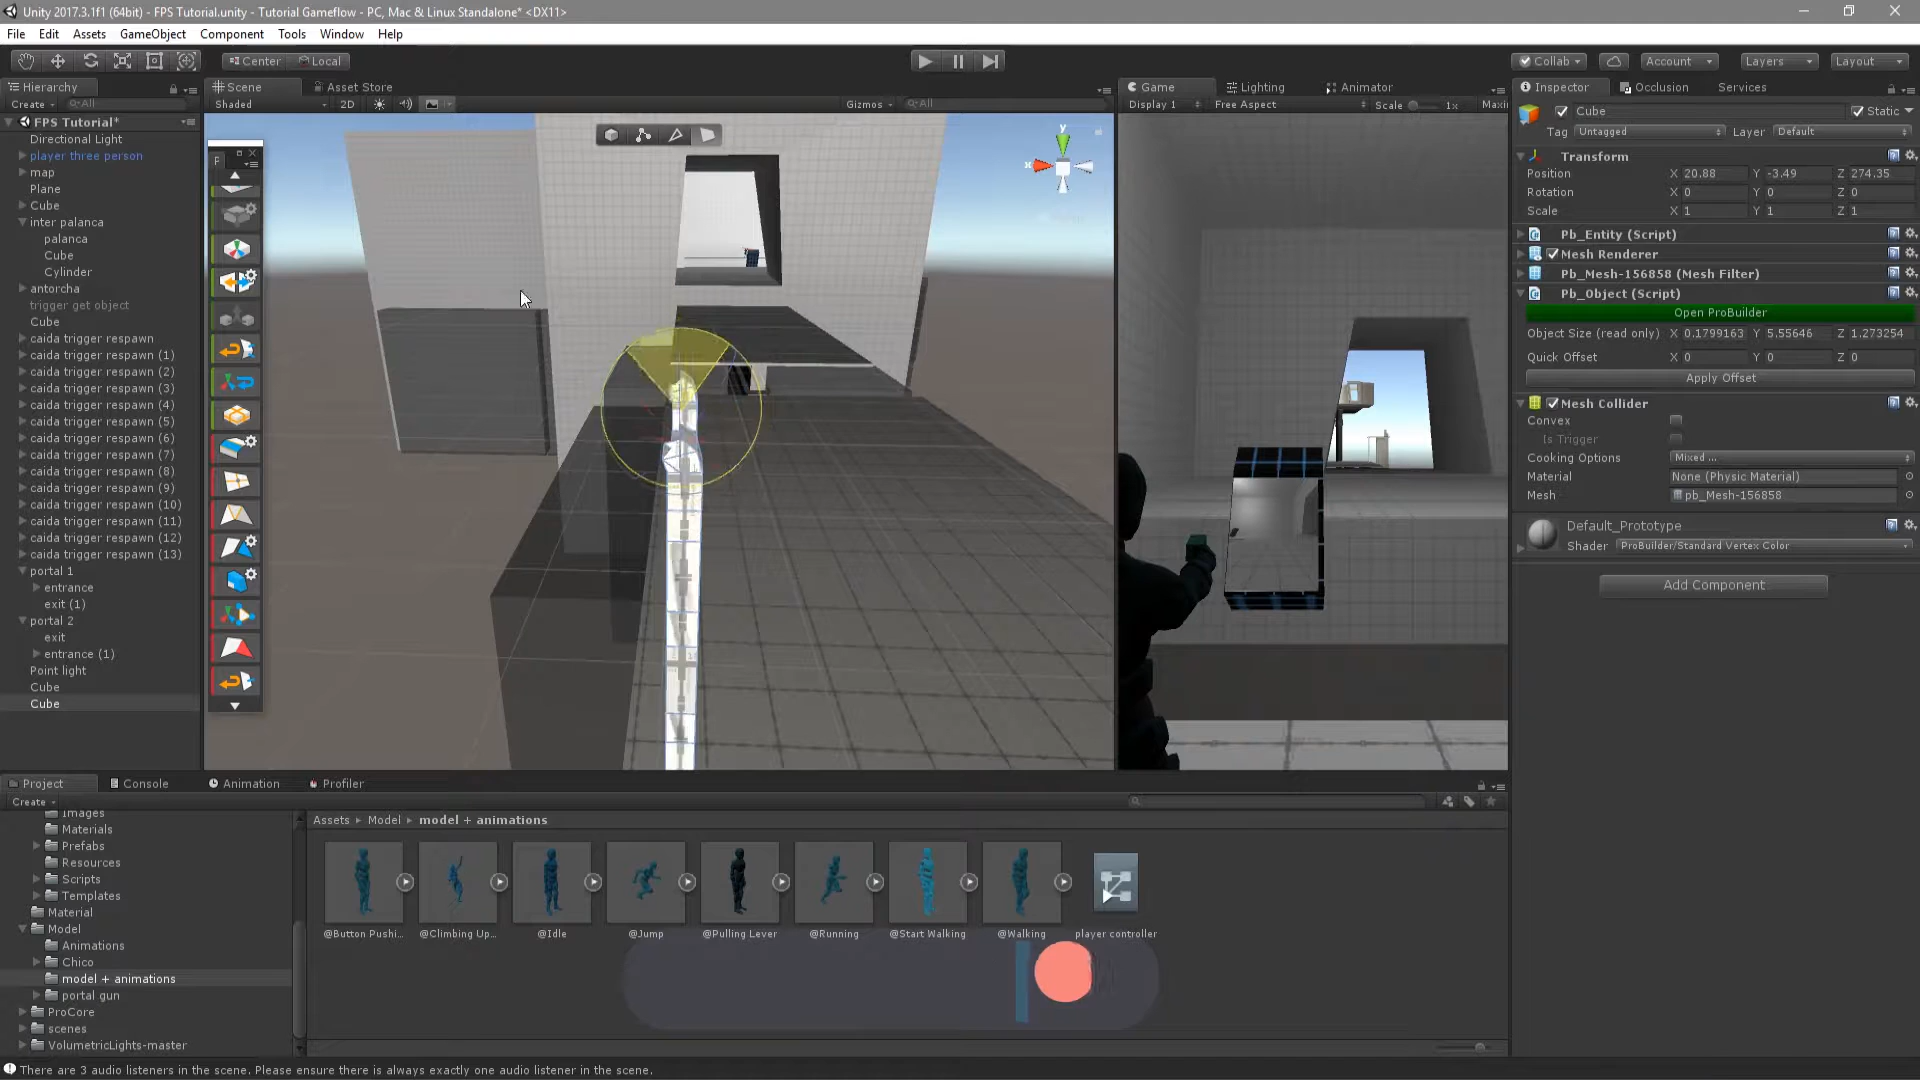 Unity 2017.3.1f1 (64bit) - FPS Tutorial.unity - Tutorial Gameflow - PC, Mac & Linux Standalone* <DX11>
File Edit Assets GameObject Component Tools Window Help
Center Local
Collab Account Layers Layout
Hierarchy
Create All
FPS Tutorial*
Directional Light
player three person
map
Plane
Cube
inter palanca
palanca
Cube
Cylinder
antorcha
trigger get object
Cube
caida trigger respawn
caida trigger respawn (1)
caida trigger respawn (2)
caida trigger respawn (3)
caida trigger respawn (4)
caida trigger respawn (5)
caida trigger respawn (6)
caida trigger respawn (7)
caida trigger respawn (8)
caida trigger respawn (9)
caida trigger respawn (10)
caida trigger respawn (11)
caida trigger respawn (12)
caida trigger respawn (13)
portal 1
entrance
exit (1)
portal 2
exit
entrance (1)
Point light
Cube
Cube
Scene Asset Store
Shaded 2D Gizmos All
P
y
x
Game Lighting Animator
Display 1 Free Aspect Scale 1x Maxi
Inspector Occlusion Services
Cube Static
Tag Untagged Layer Default
Transform
Position X 20.88 Y -3.49 Z 274.35
Rotation X 0 Y 0 Z 0
Scale X 1 Y 1 Z 1
Pb_Entity (Script)
Mesh Renderer
Pb_Mesh-156858 (Mesh Filter)
Pb_Object (Script)
Open ProBuilder
Object Size (read only) X 0.1799163 Y 5.55646 Z 1.273254
Quick Offset X 0 Y 0 Z 0
Apply Offset
Mesh Collider
Convex
Is Trigger
Cooking Options Mixed ...
Material None (Physic Material)
Mesh pb_Mesh-156858
Default_Prototype
Shader ProBuilder/Standard Vertex Color
Add Component
Project Console Animation Profiler
Create
Images
Materials
Prefabs
Resources
Scripts
Templates
Material
Model
Animations
Chico
model + animations
portal gun
ProCore
scenes
VolumetricLights-master
Assets Model model + animations
@Button Pushi... @Climbing Up... @Idle @Jump @Pulling Lever @Running @Start Walking @Walking player controller
There are 3 audio listeners in the scene. Please ensure there is always exactly one audio listener in the scene.